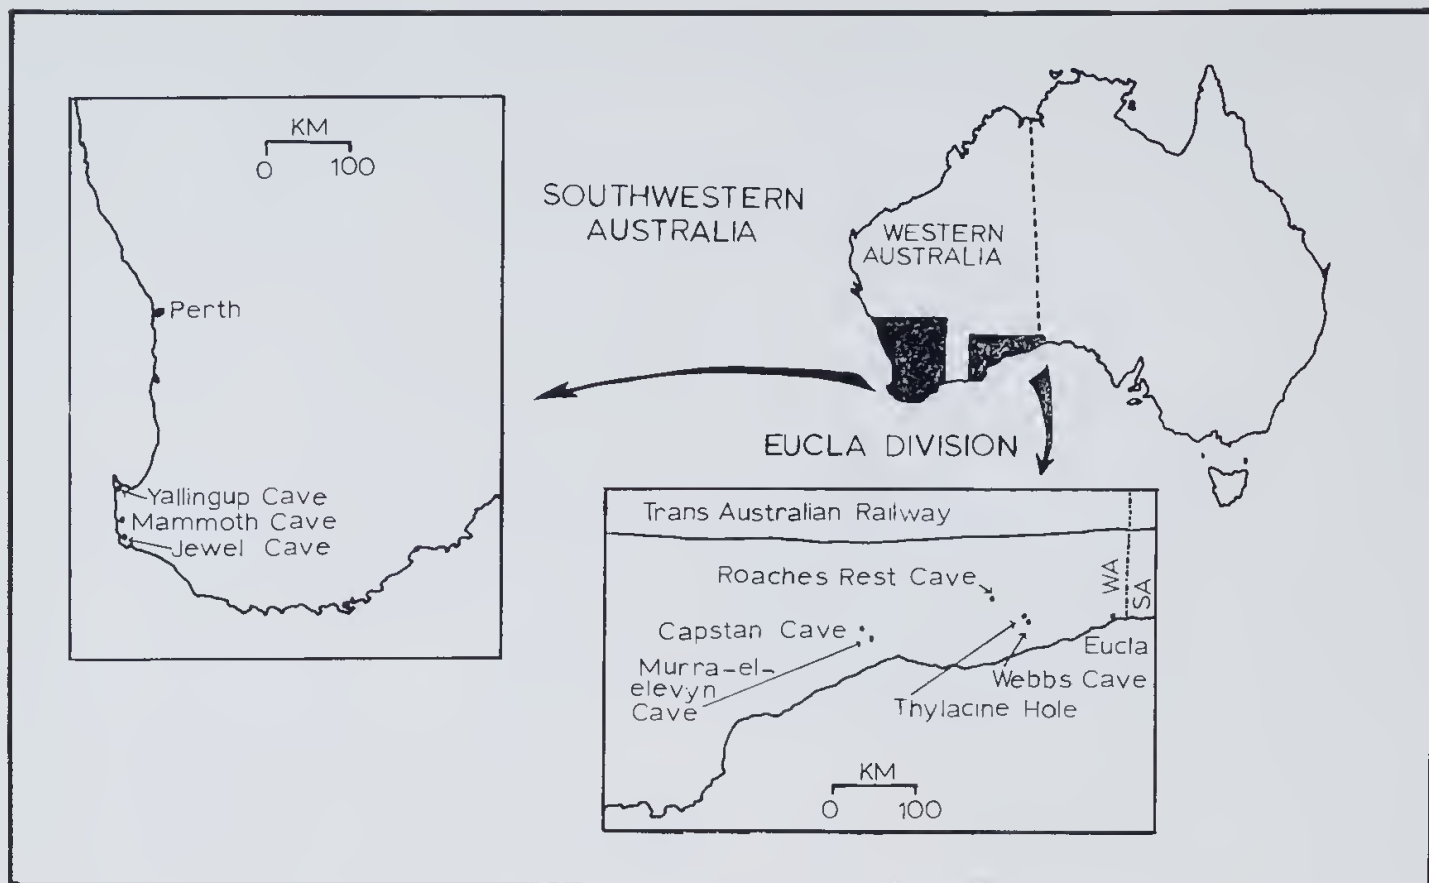 KM
0 100
Perth
Yallingup Cave
Mammoth Cave
Jewel Cave
SOUTHWESTERN
AUSTRALIA
WESTERN
AUSTRALIA
EUCLA DIVISION
Trans Australian Railway
WA
SA
Roaches Rest Cave
Capstan Cave
Murra-el-
elevyn
Cave
Eucla
Webbs Cave
Thylacine Hole
KM
0 100